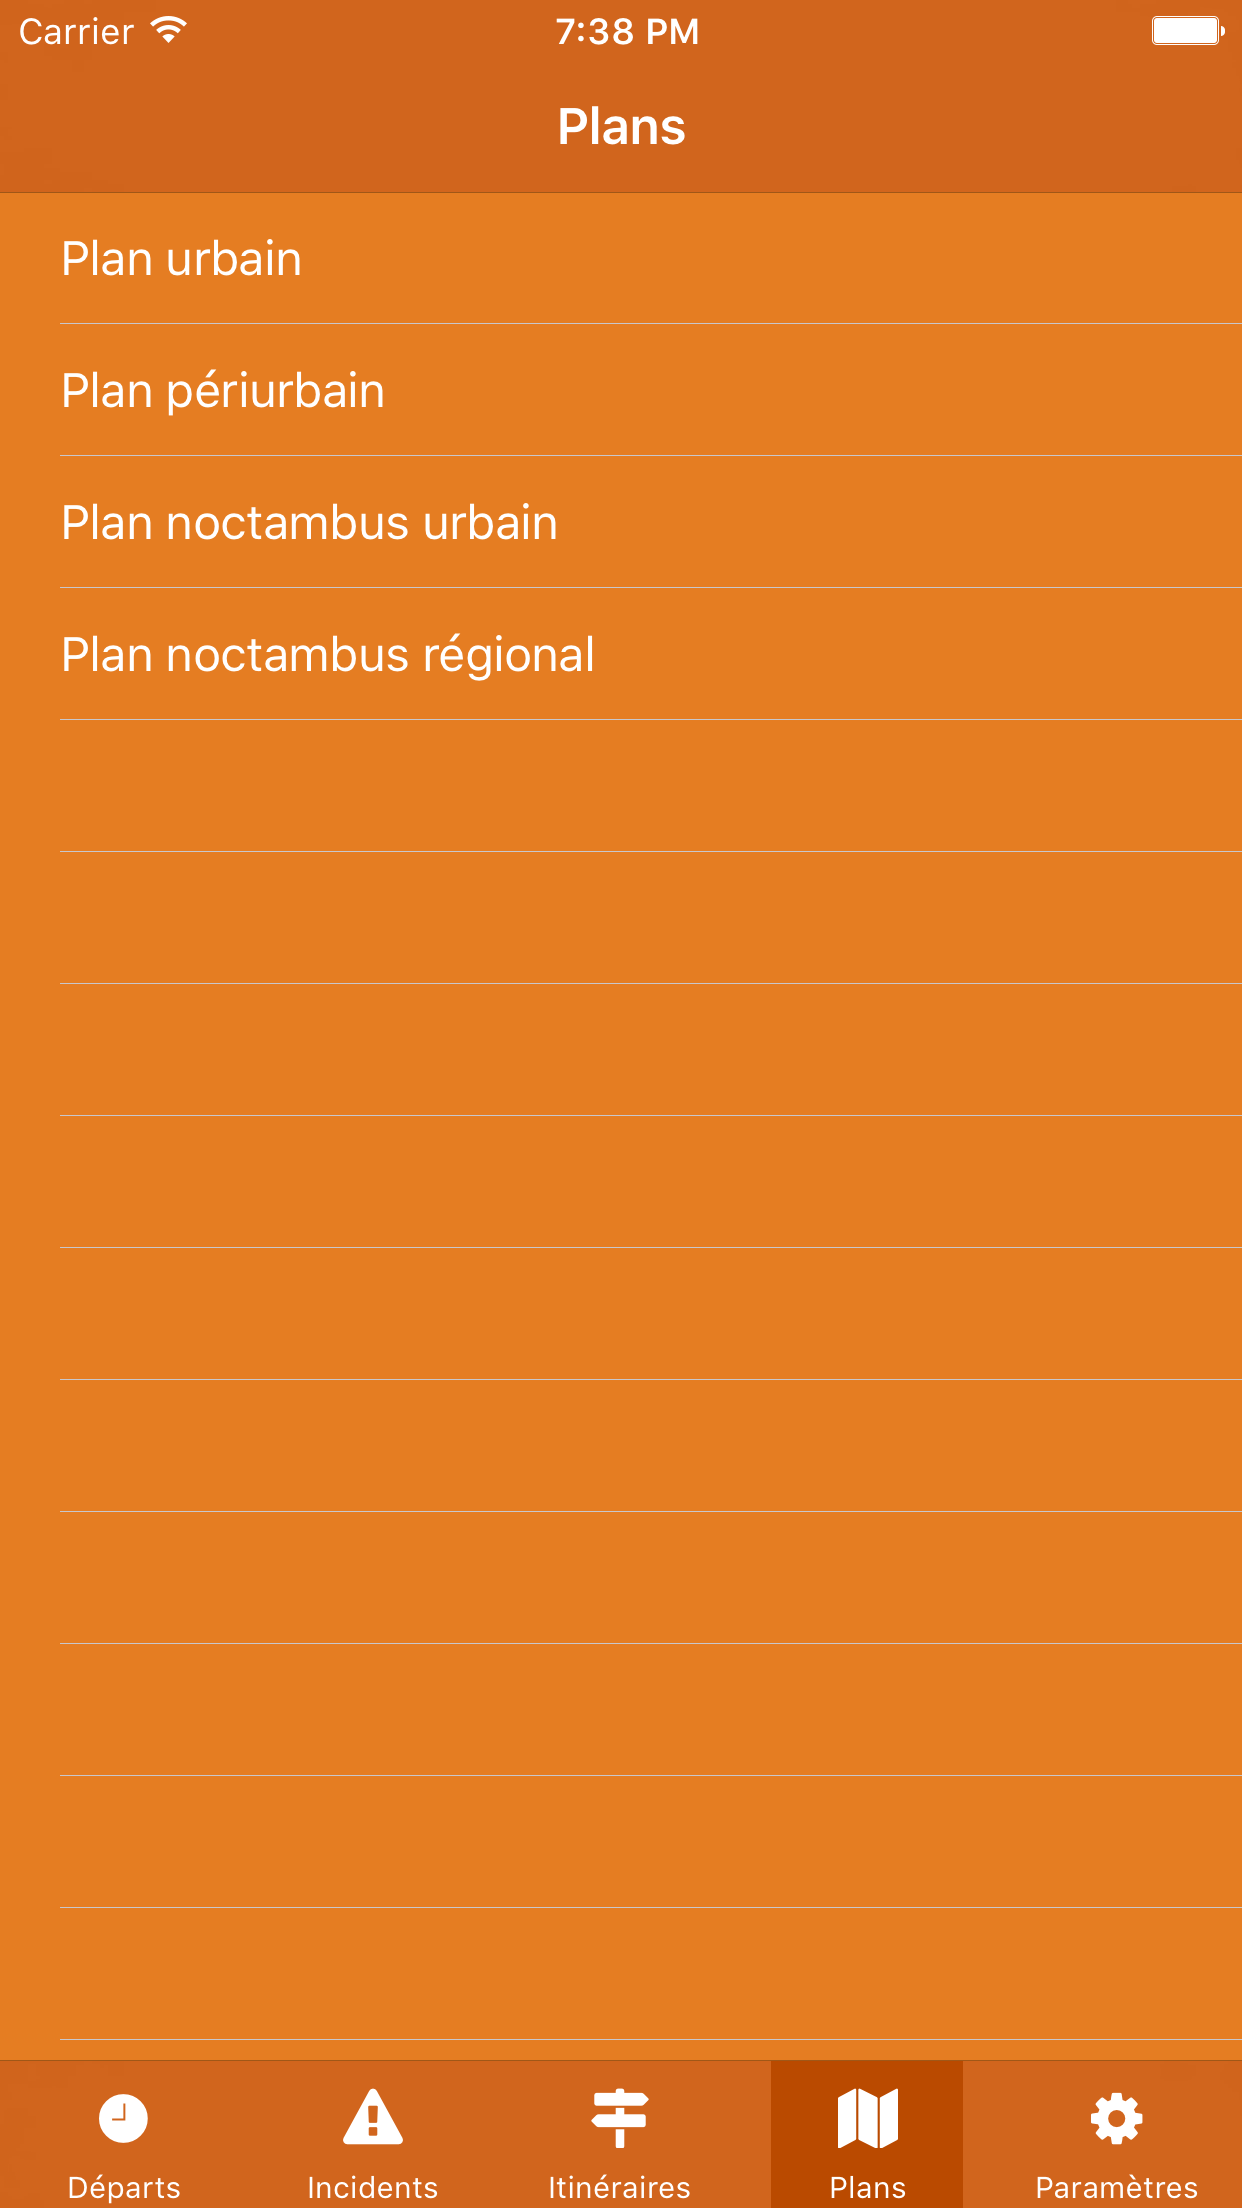 Carrier 7:38 PM
Plans
Plan urbain
Plan périurbain
Plan noctambus urbain
Plan noctambus régional
Départs Incidents Itinéraires Plans Paramètres